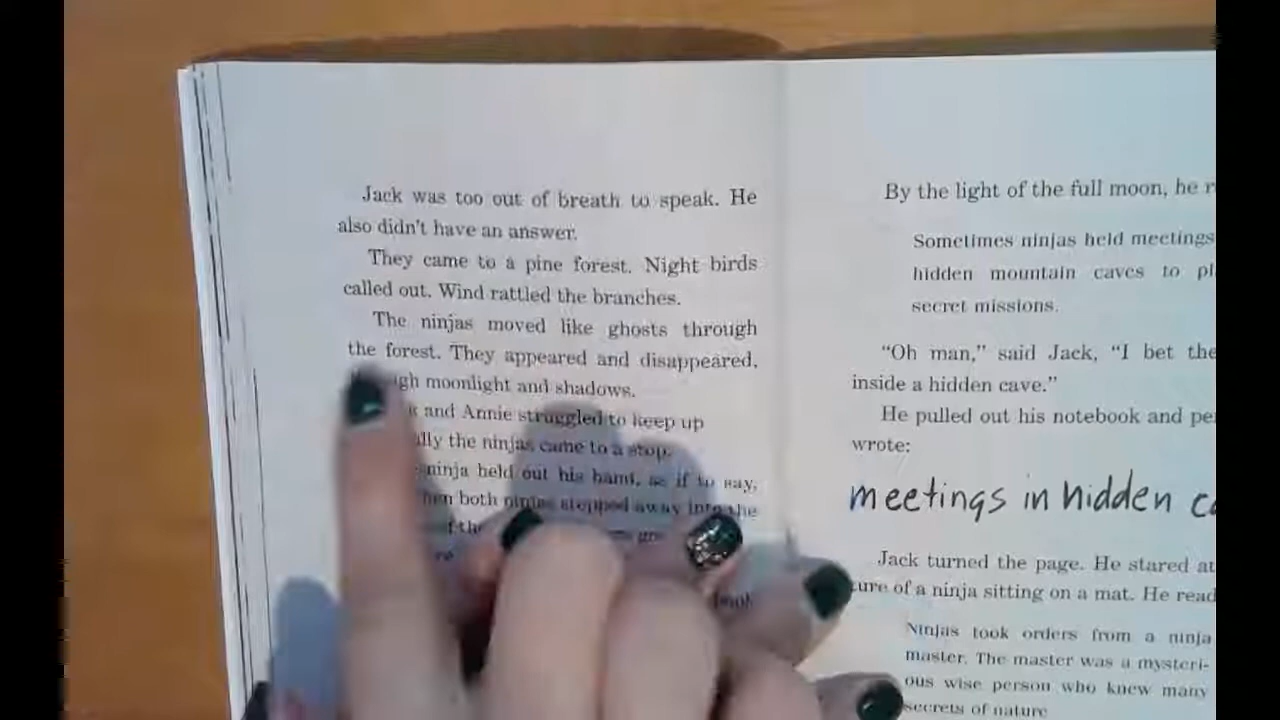 Jack was too out of breath to speak. He
also didn't have an answer.
They came to a pine forest. Night birds
called out. Wind rattled the branches.
The ninjas moved like ghosts through
the forest. They appeared and disappeared,
moonlight and shadows.
and Annie struggled to keep up
the ninjas came to a stop.
ninja held out his hand, as if to say,
both ninjas stepped away into the
By the light of the full moon, he
Sometimes ninjas held meetings
hidden mountain caves to
secret missions.
"Oh man," said Jack, "I bet
inside a hidden cave."
He pulled out his notebook and
wrote:
meetings in hidden
Jack turned the page. He stared at
of a ninja sitting on a mat. He read
Ninjas took orders from a ninja
master. The master was a mysteri-
ous wise person who knew many
secrets of nature